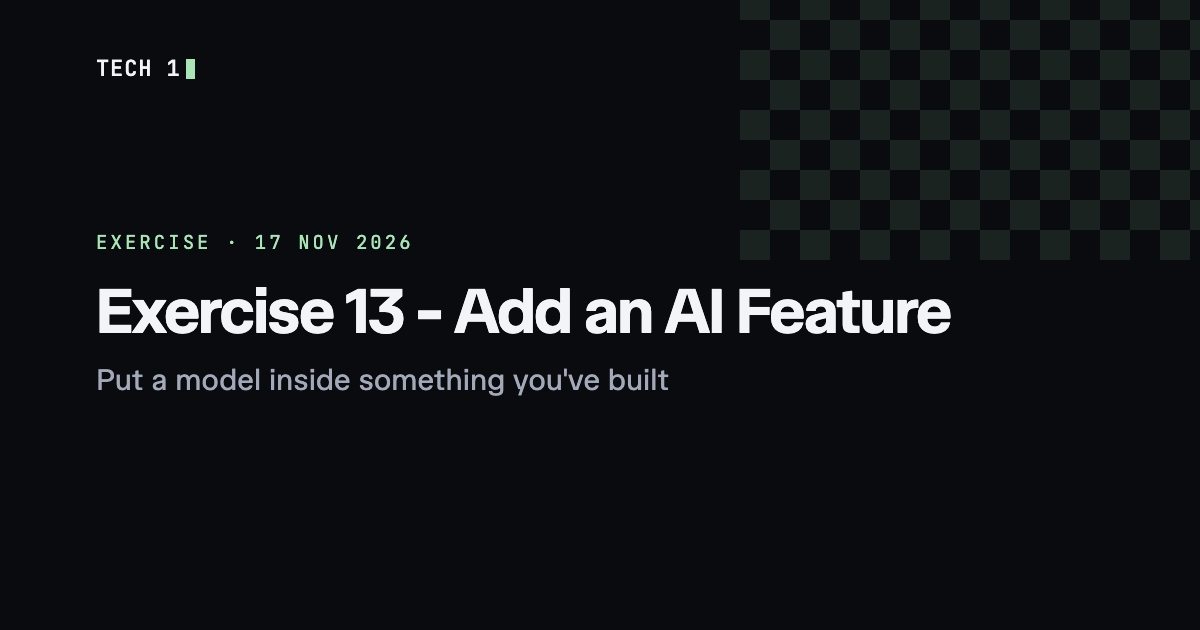 TECH 1
EXERCISE · 17 NOV 2026
Exercise 13 - Add an AI Feature
Put a model inside something you've built